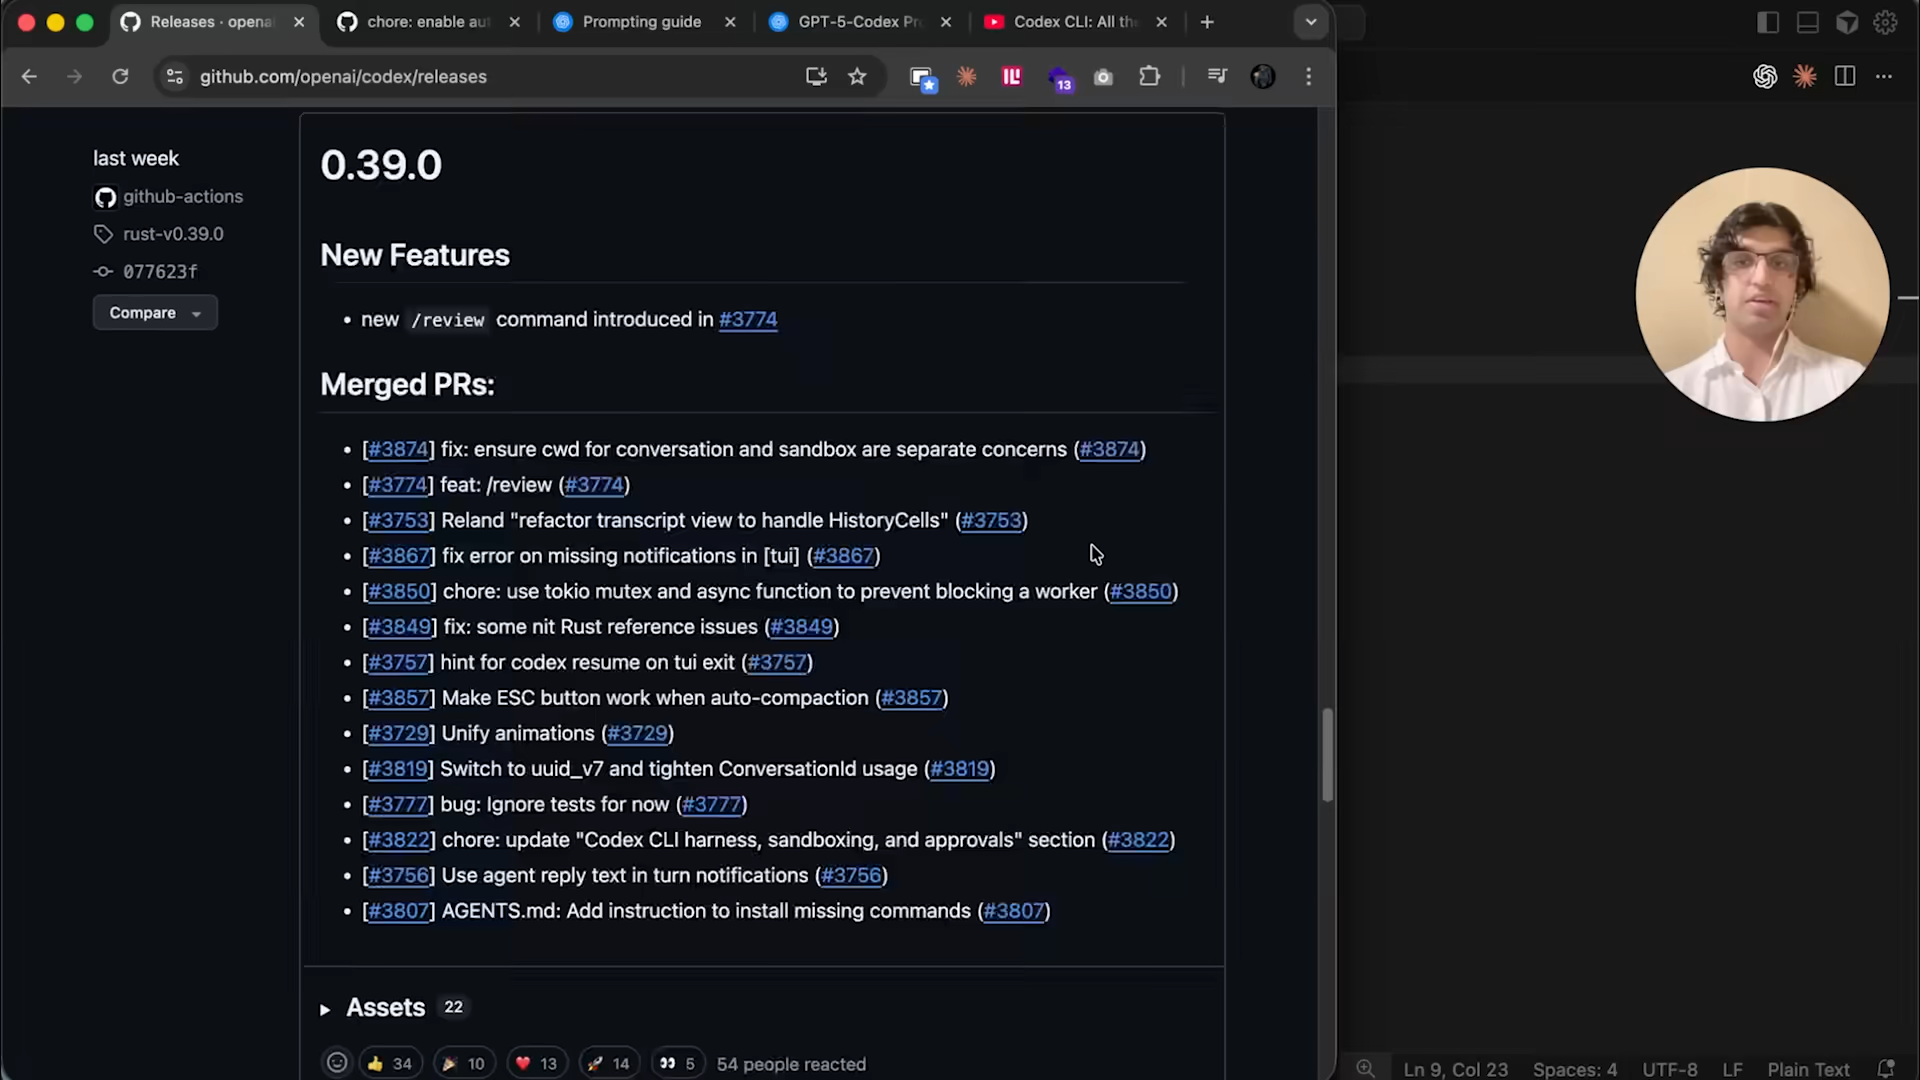 Releases · opena
chore: enable aut
Prompting guide
GPT-5-Codex Pr
Codex CLI: All the
github.com/openai/codex/releases
13
last week
github-actions
rust-v0.39.0
077623f
Compare
0.39.0
New Features
new /review command introduced in #3774
Merged PRs:
[#3874] fix: ensure cwd for conversation and sandbox are separate concerns (#3874)
[#3774] feat: /review (#3774)
[#3753] Reland "refactor transcript view to handle HistoryCells" (#3753)
[#3867] fix error on missing notifications in [tui] (#3867)
[#3850] chore: use tokio mutex and async function to prevent blocking a worker (#3850)
[#3849] fix: some nit Rust reference issues (#3849)
[#3757] hint for codex resume on tui exit (#3757)
[#3857] Make ESC button work when auto-compaction (#3857)
[#3729] Unify animations (#3729)
[#3819] Switch to uuid_v7 and tighten ConversationId usage (#3819)
[#3777] bug: Ignore tests for now (#3777)
[#3822] chore: update "Codex CLI harness, sandboxing, and approvals" section (#3822)
[#3756] Use agent reply text in turn notifications (#3756)
[#3807] AGENTS.md: Add instruction to install missing commands (#3807)
Assets 22
34 10 13 14 5 54 people reacted
Ln 9, Col 23 Spaces: 4 UTF-8 LF Plain Text